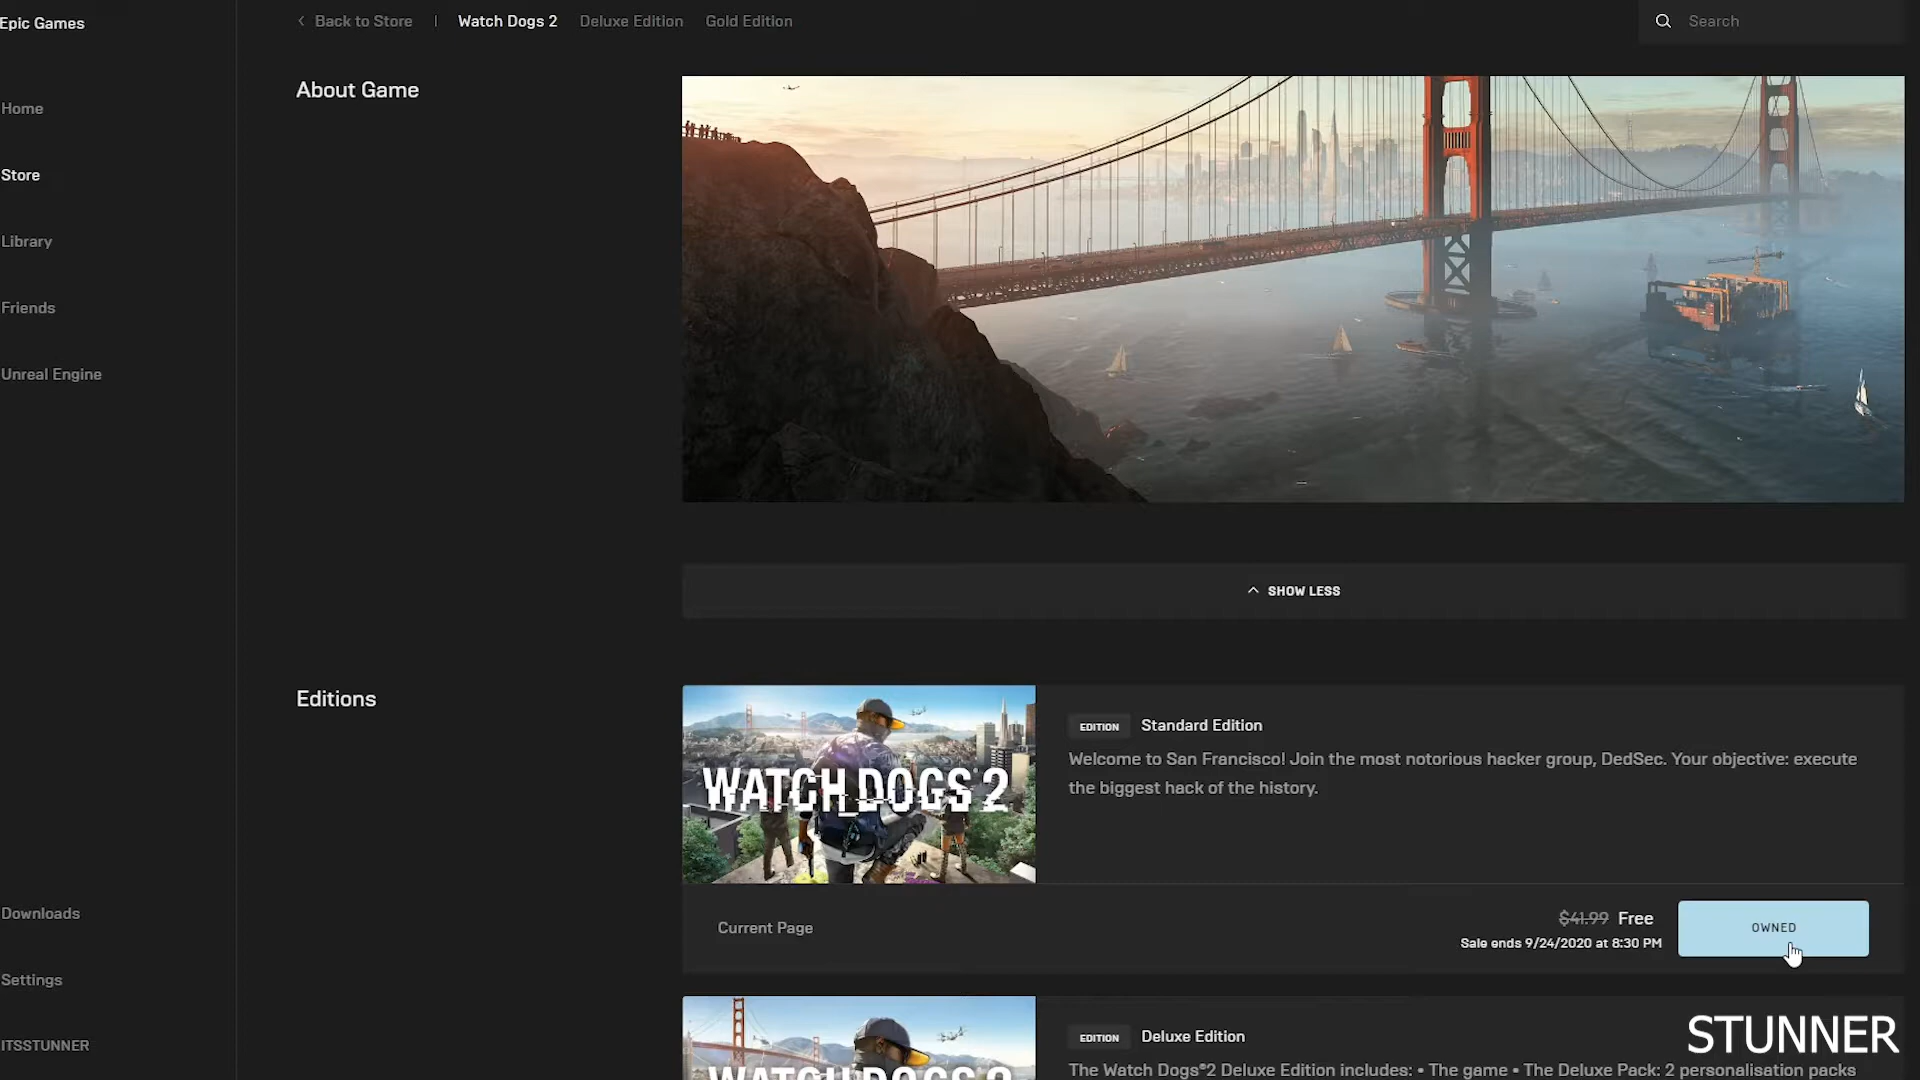 Epic Games
Back to Store
Watch Dogs 2
Deluxe Edition
Gold Edition
Search
Home
Store
Library
Friends
Unreal Engine
Downloads
Settings
ITSSTUNNER
About Game
SHOW LESS
Editions
WATCH_DOGS 2
EDITION Standard Edition
Welcome to San Francisco! Join the most notorious hacker group, DedSec. Your objective: execute
the biggest hack of the history.
Current Page
$41.99 Free
Sale ends 9/24/2020 at 8:30 PM
OWNED
WATCH DOGS 2
EDITION Deluxe Edition
The Watch Dogs®2 Deluxe Edition includes: • The game • The Deluxe Pack: 2 personalisation packs
STUNNER